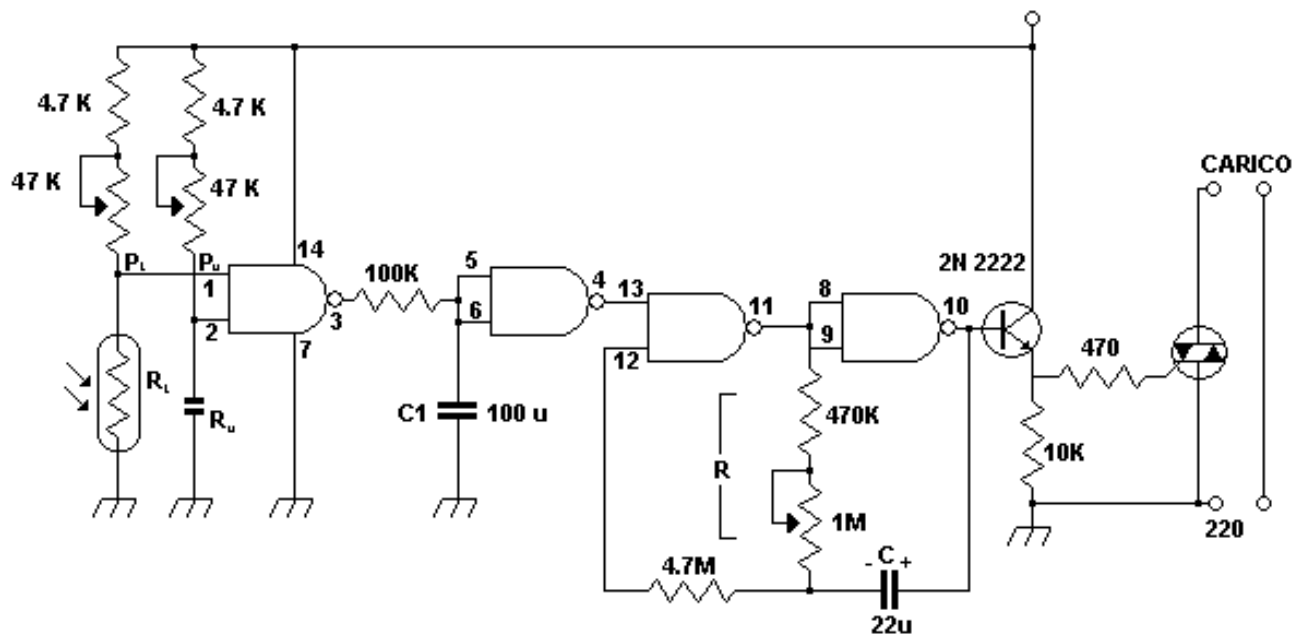 4.7 K
4.7 K
47 K
47 K
CARICO
PL
Pu
14
1
2
3
7
100K
5
6
4
13
12
11
8
9
10
2N 2222
470
RL
Ru
C1
100 u
R
470K
1M
10K
220
4.7M
- C +
22u